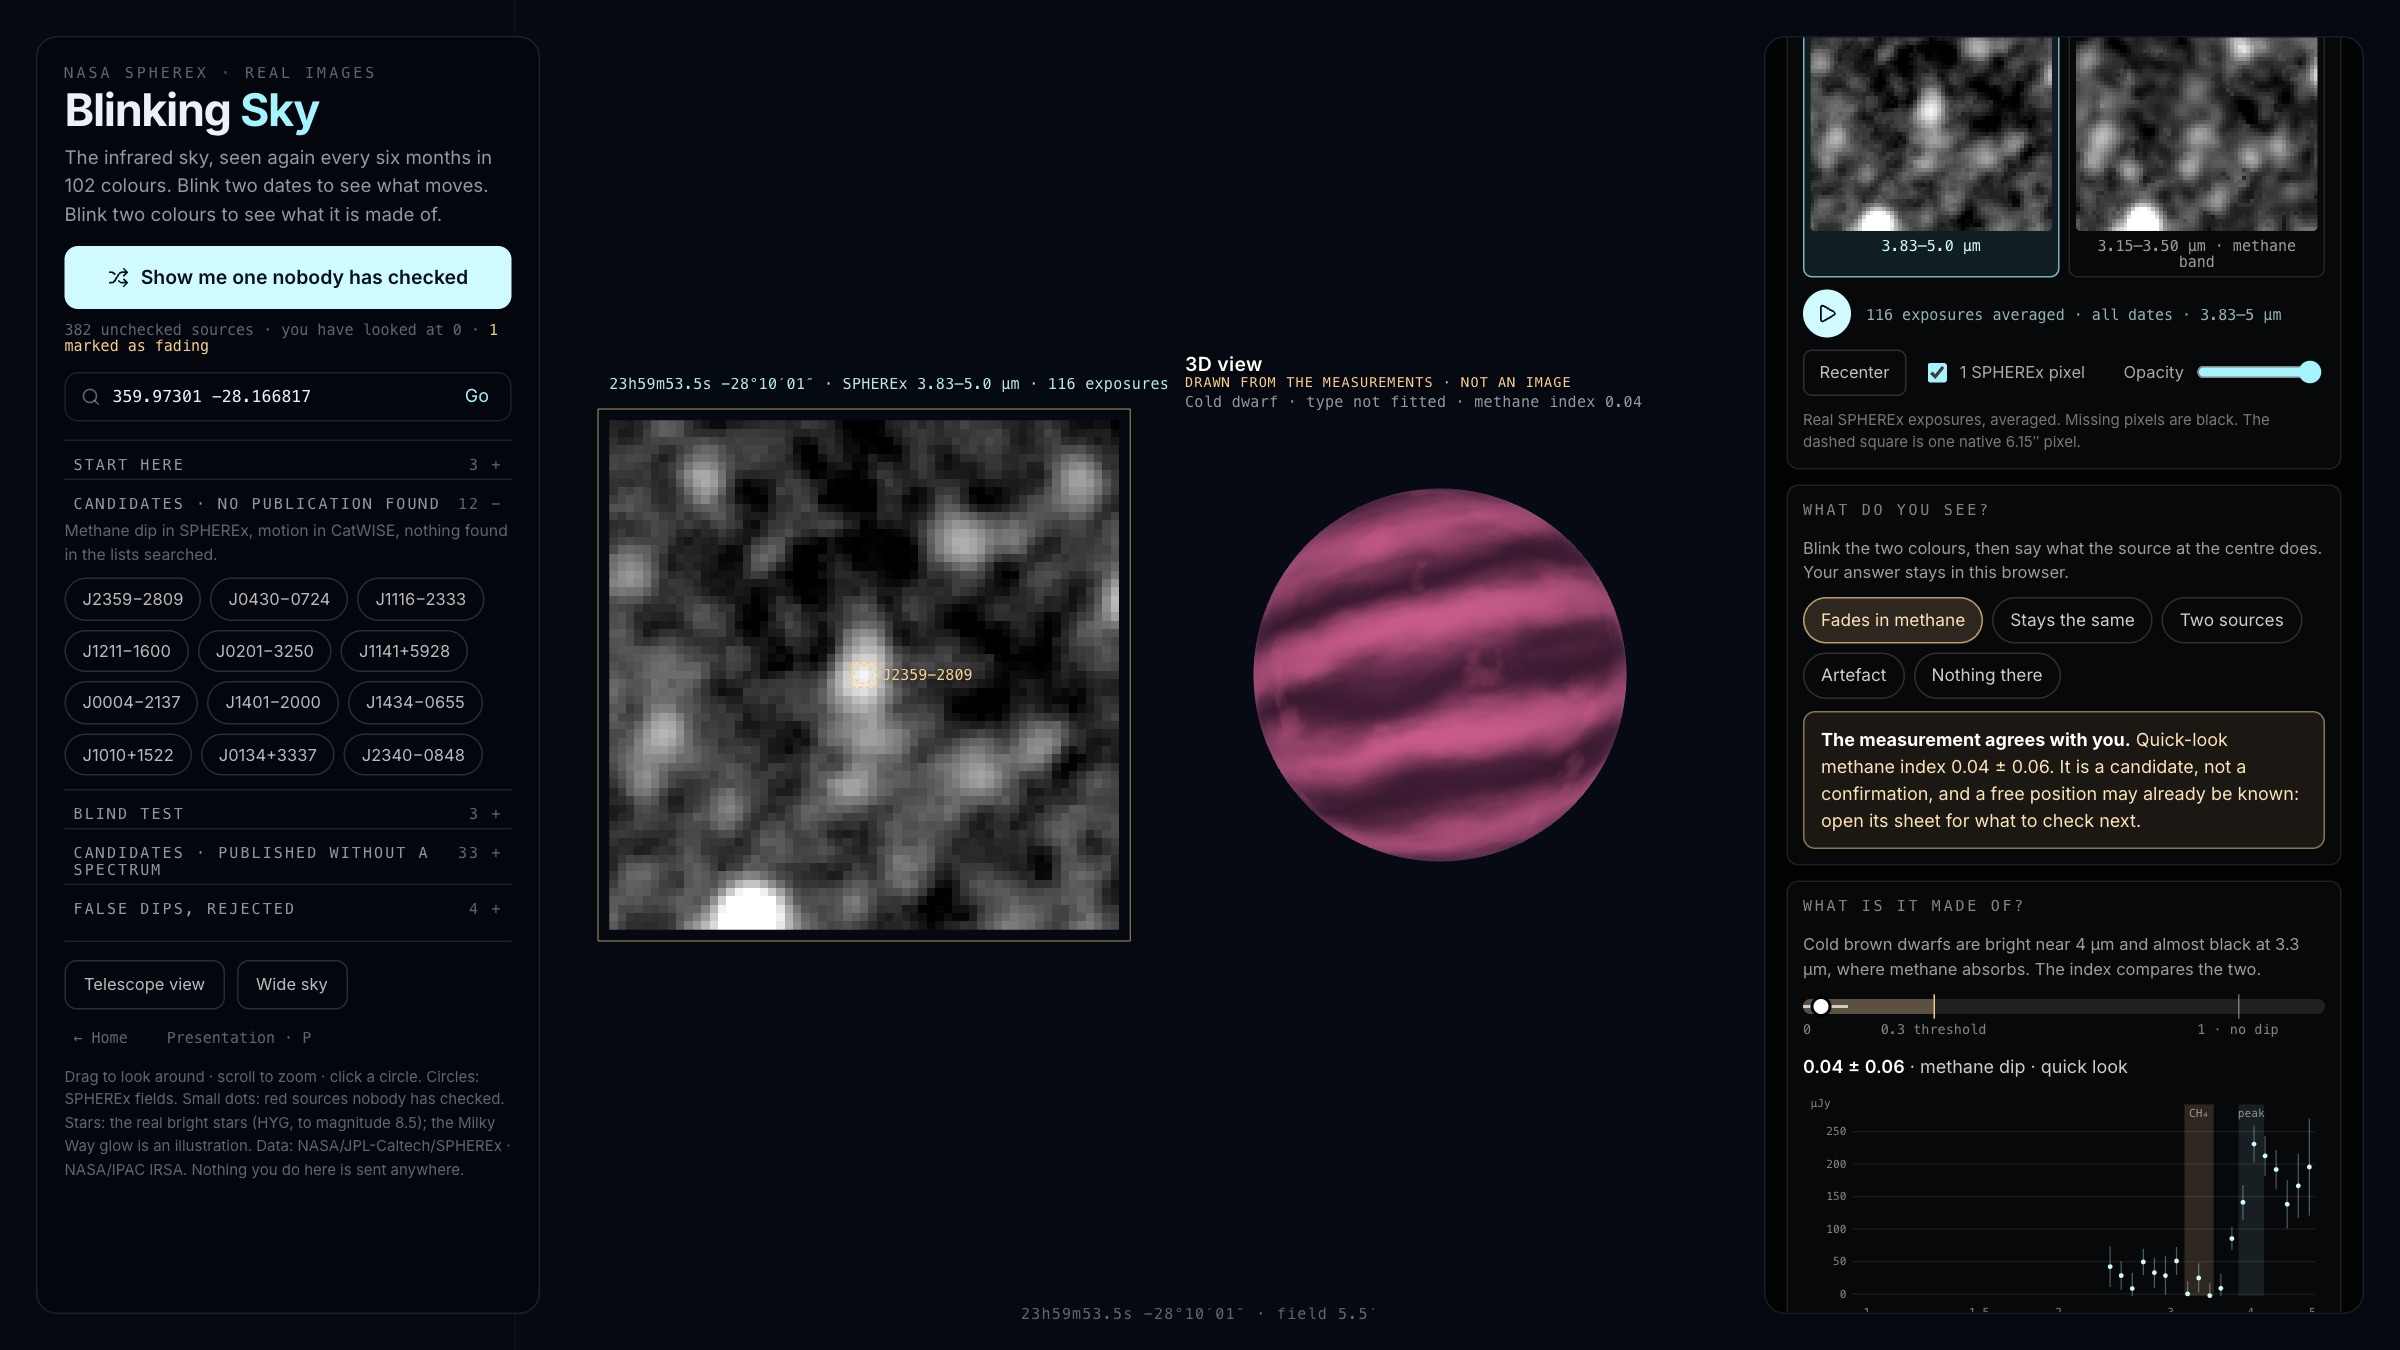 NASA SPHEREX · REAL IMAGES
Blinking Sky
The infrared sky, seen again every six months in
102 colours. Blink two dates to see what moves.
Blink two colours to see what it is made of.
Show me one nobody has checked
382 unchecked sources · you have looked at 0 · 1
marked as fading
359.97301 −28.166817 Go
START HERE 3 +
CANDIDATES · NO PUBLICATION FOUND 12 −
Methane dip in SPHEREx, motion in CatWISE, nothing found
in the lists searched.
J2359−2809 J0430−0724 J1116−2333
J1211−1600 J0201−3250 J1141+5928
J0004−2137 J1401−2000 J1434−0655
J1010+1522 J0134+3337 J2340−0848
BLIND TEST 3 +
CANDIDATES · PUBLISHED WITHOUT A 33 +
SPECTRUM
FALSE DIPS, REJECTED 4 +
Telescope view Wide sky
← Home Presentation · P
Drag to look around · scroll to zoom · click a circle. Circles:
SPHEREx fields. Small dots: red sources nobody has checked.
Stars: the real bright stars (HYG, to magnitude 8.5); the Milky
Way glow is an illustration. Data: NASA/JPL-Caltech/SPHEREx ·
NASA/IPAC IRSA. Nothing you do here is sent anywhere.
23h59m53.5s −28°10′01″ · SPHEREx 3.83–5.0 µm · 116 exposures
J2359−2809
3D view
DRAWN FROM THE MEASUREMENTS · NOT AN IMAGE
Cold dwarf · type not fitted · methane index 0.04
23h59m53.5s −28°10′01″ · field 5.5′
3.83–5.0 µm
3.15–3.50 µm · methane
band
116 exposures averaged · all dates · 3.83–5 µm
Recenter 1 SPHEREx pixel Opacity
Real SPHEREx exposures, averaged. Missing pixels are black. The
dashed square is one native 6.15″ pixel.
WHAT DO YOU SEE?
Blink the two colours, then say what the source at the centre does.
Your answer stays in this browser.
Fades in methane Stays the same Two sources
Artefact Nothing there
The measurement agrees with you. Quick-look
methane index 0.04 ± 0.06. It is a candidate, not a
confirmation, and a free position may already be known:
open its sheet for what to check next.
WHAT IS IT MADE OF?
Cold brown dwarfs are bright near 4 µm and almost black at 3.3
µm, where methane absorbs. The index compares the two.
0 0.3 threshold 1 · no dip
0.04 ± 0.06 · methane dip · quick look
µJy
CH₄ peak
250
200
150
100
50
0
1 1.5 2 3 4 5